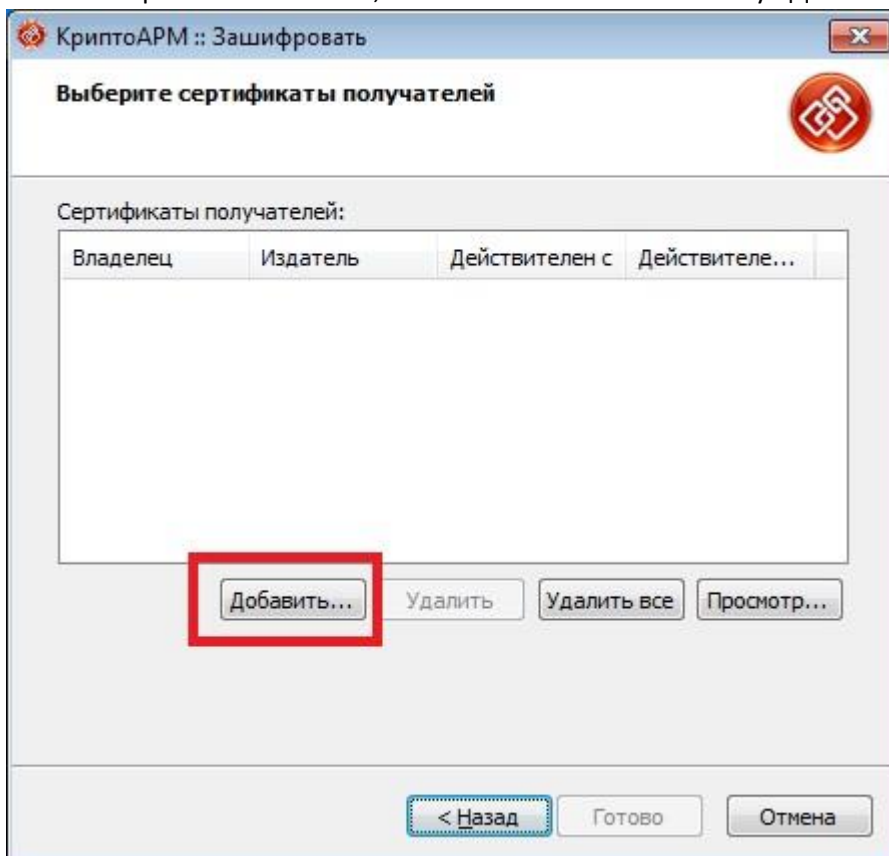 КриптоАРМ :: Зашифровать
Выберите сертификаты получателей
Сертификаты получателей:
Владелец Издатель Действителен с Действителе...
Добавить... Удалить Удалить все Просмотр...
< Назад Готово Отмена